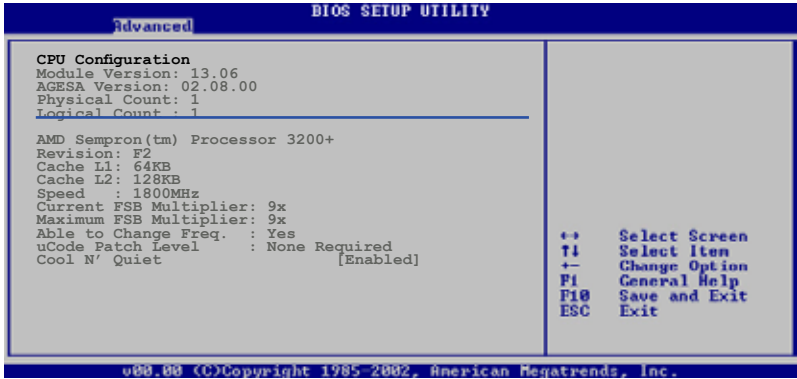 BIOS SETUP UTILITY
Advanced
CPU Configuration
Module Version: 13.06
AGESA Version: 02.08.00
Physical Count: 1
Logical Count : 1
AMD Sempron(tm) Processor 3200+
Revision: F2
Cache L1: 64KB
Cache L2: 128KB
Speed : 1800MHz
Current FSB Multiplier: 9x
Maximum FSB Multiplier: 9x
Able to Change Freq. : Yes
uCode Patch Level : None Required
Cool N’ Quiet [Enabled]
↔ Select Screen
↑↓ Select Item
+- Change Option
F1 General Help
F10 Save and Exit
ESC Exit
v00.00 (C)Copyright 1985-2002, American Megatrends, Inc.